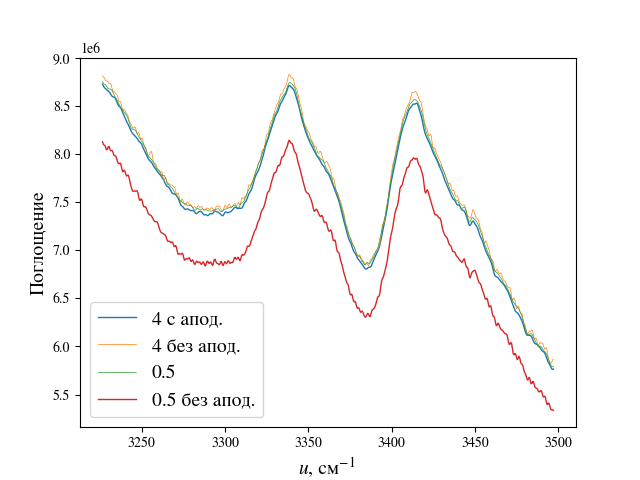 1e6
9.0
8.5
8.0
7.5
7.0
6.5
6.0
5.5
Поглощение
4 с апод.
4 без апод.
0.5
0.5 без апод.
3250 3300 3350 3400 3450 3500
u, см⁻¹